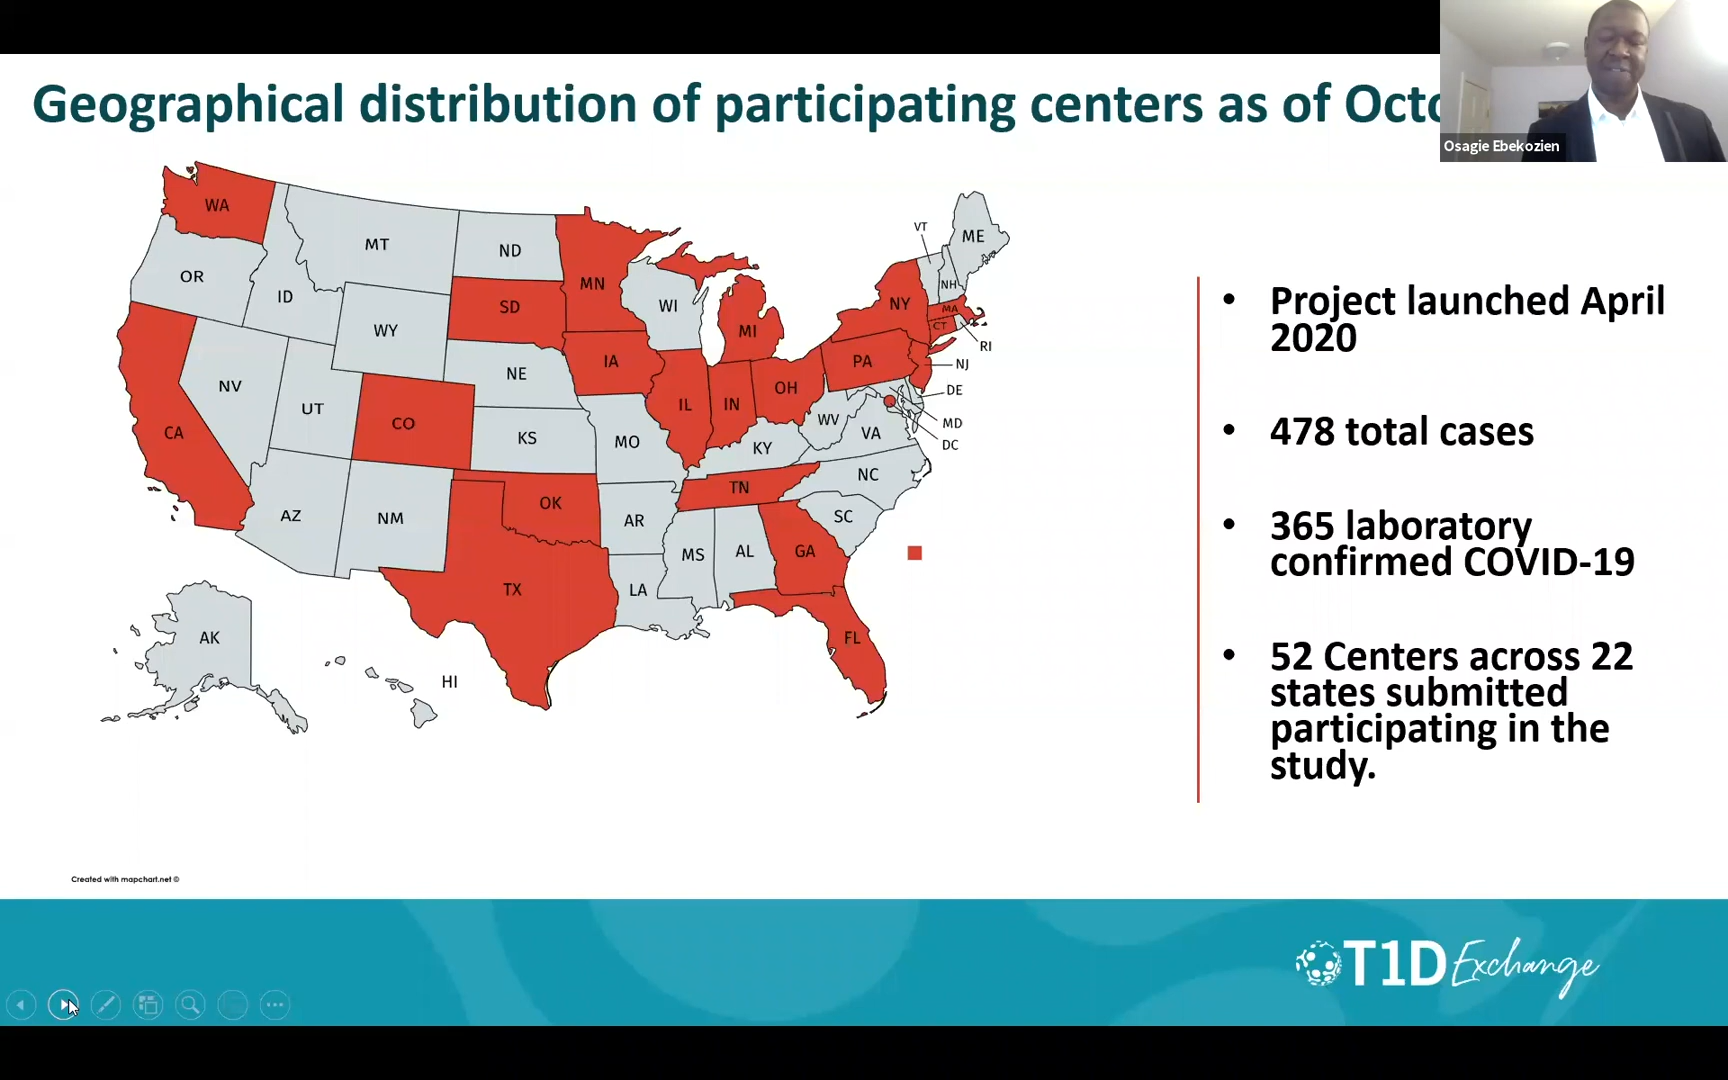 Geographical distribution of participating centers as of Octo
Osagie Ebekozien
WA
MT
ND
MN
VT
ME
OR
ID
SD
WI
NH
NY
MA
WY
MI
CT
RI
IA
PA
NJ
NE
NV
OH
DE
UT
CO
IL
IN
WV
MD
CA
KS
MO
KY
VA
DC
NC
TN
OK
AZ
NM
AR
SC
MS
AL
GA
TX
LA
AK
FL
HI
• Project launched April
2020
• 478 total cases
• 365 laboratory
confirmed COVID-19
• 52 Centers across 22
states submitted
participating in the
study.
Created with mapchart.net ©
T1D Exchange